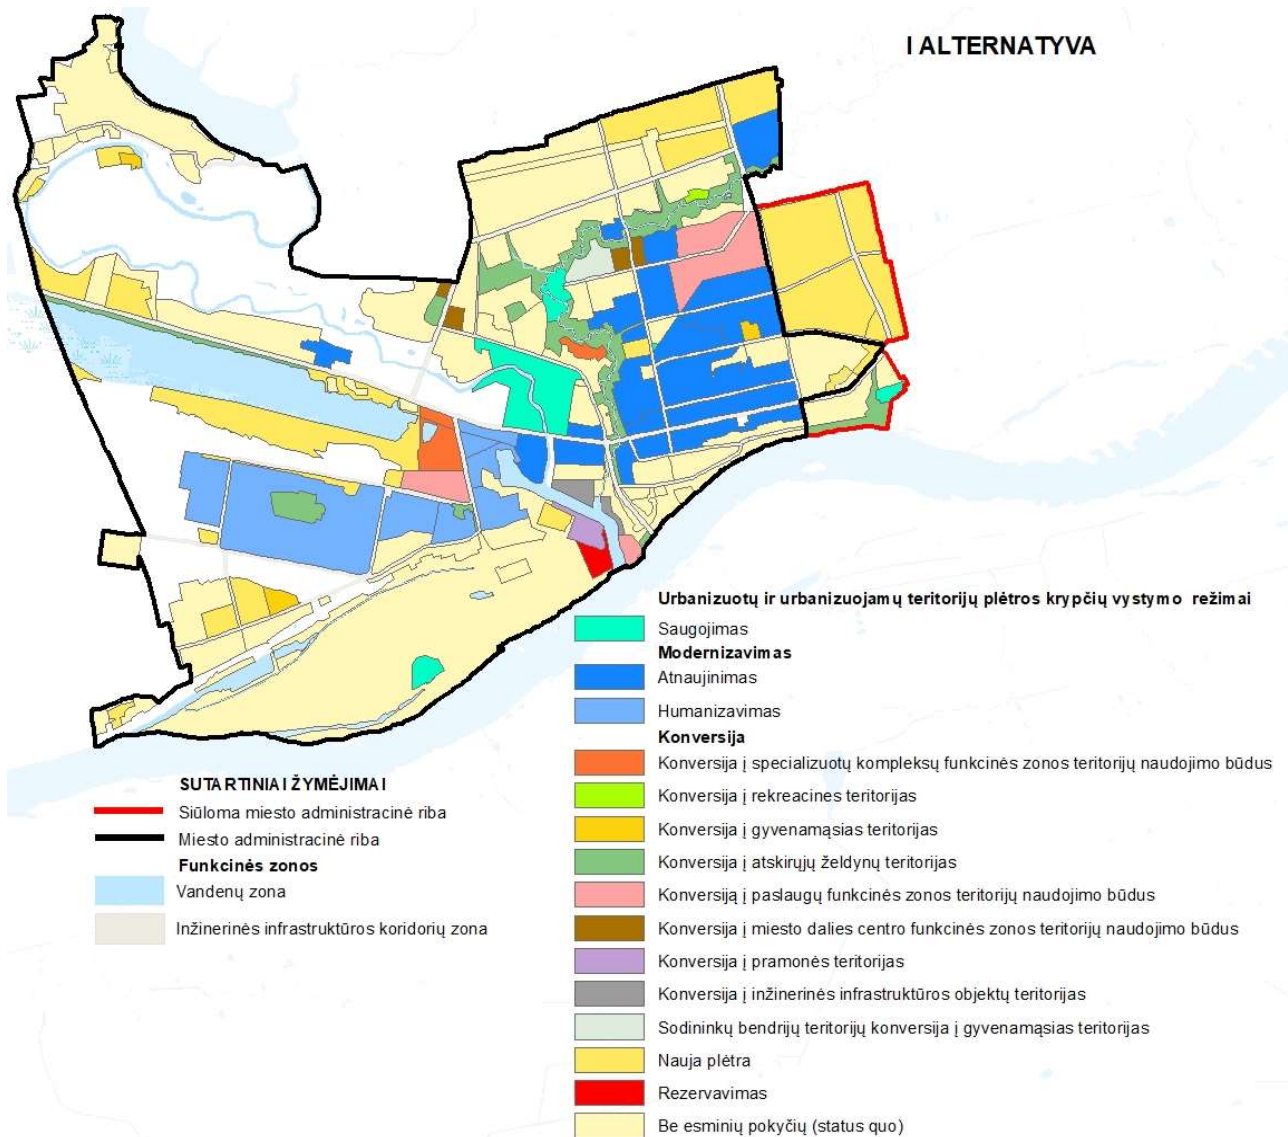 I ALTERNATYVA
Urbanizuotų ir urbanizuojamų teritorijų plėtros krypčių vystymo režimai
Saugojimas
Modernizavimas
Atnaujinimas
Humanizavimas
Konversija
Konversija į specializuotų kompleksų funkcinės zonos teritorijų naudojimo būdus
Konversija į rekreacines teritorijas
Konversija į gyvenamąsias teritorijas
Konversija į atskirųjų želdynų teritorijas
Konversiją į paslaugų funkcinės zonos teritorijų naudojimo būdus
Konversija į miesto dalies centro funkcinės zonos teritorijų naudojimo būdus
Konversija į pramonės teritorijas
Konversija į inžinerinės infrastruktūros objektų teritorijas
Sodininkų bendrijų teritorijų konversija į gyvenamąsias teritorijas
Nauja plėtra
Rezervavimas
Be esminių pokyčių (status quo)
SUTARTINIAI ŽYMĖJIMAI
Siūloma miesto administracinė riba
Miesto administracinė riba
Funkcinės zonos
Vandenų zona
Inžinerinės infrastruktūros koridorių zona